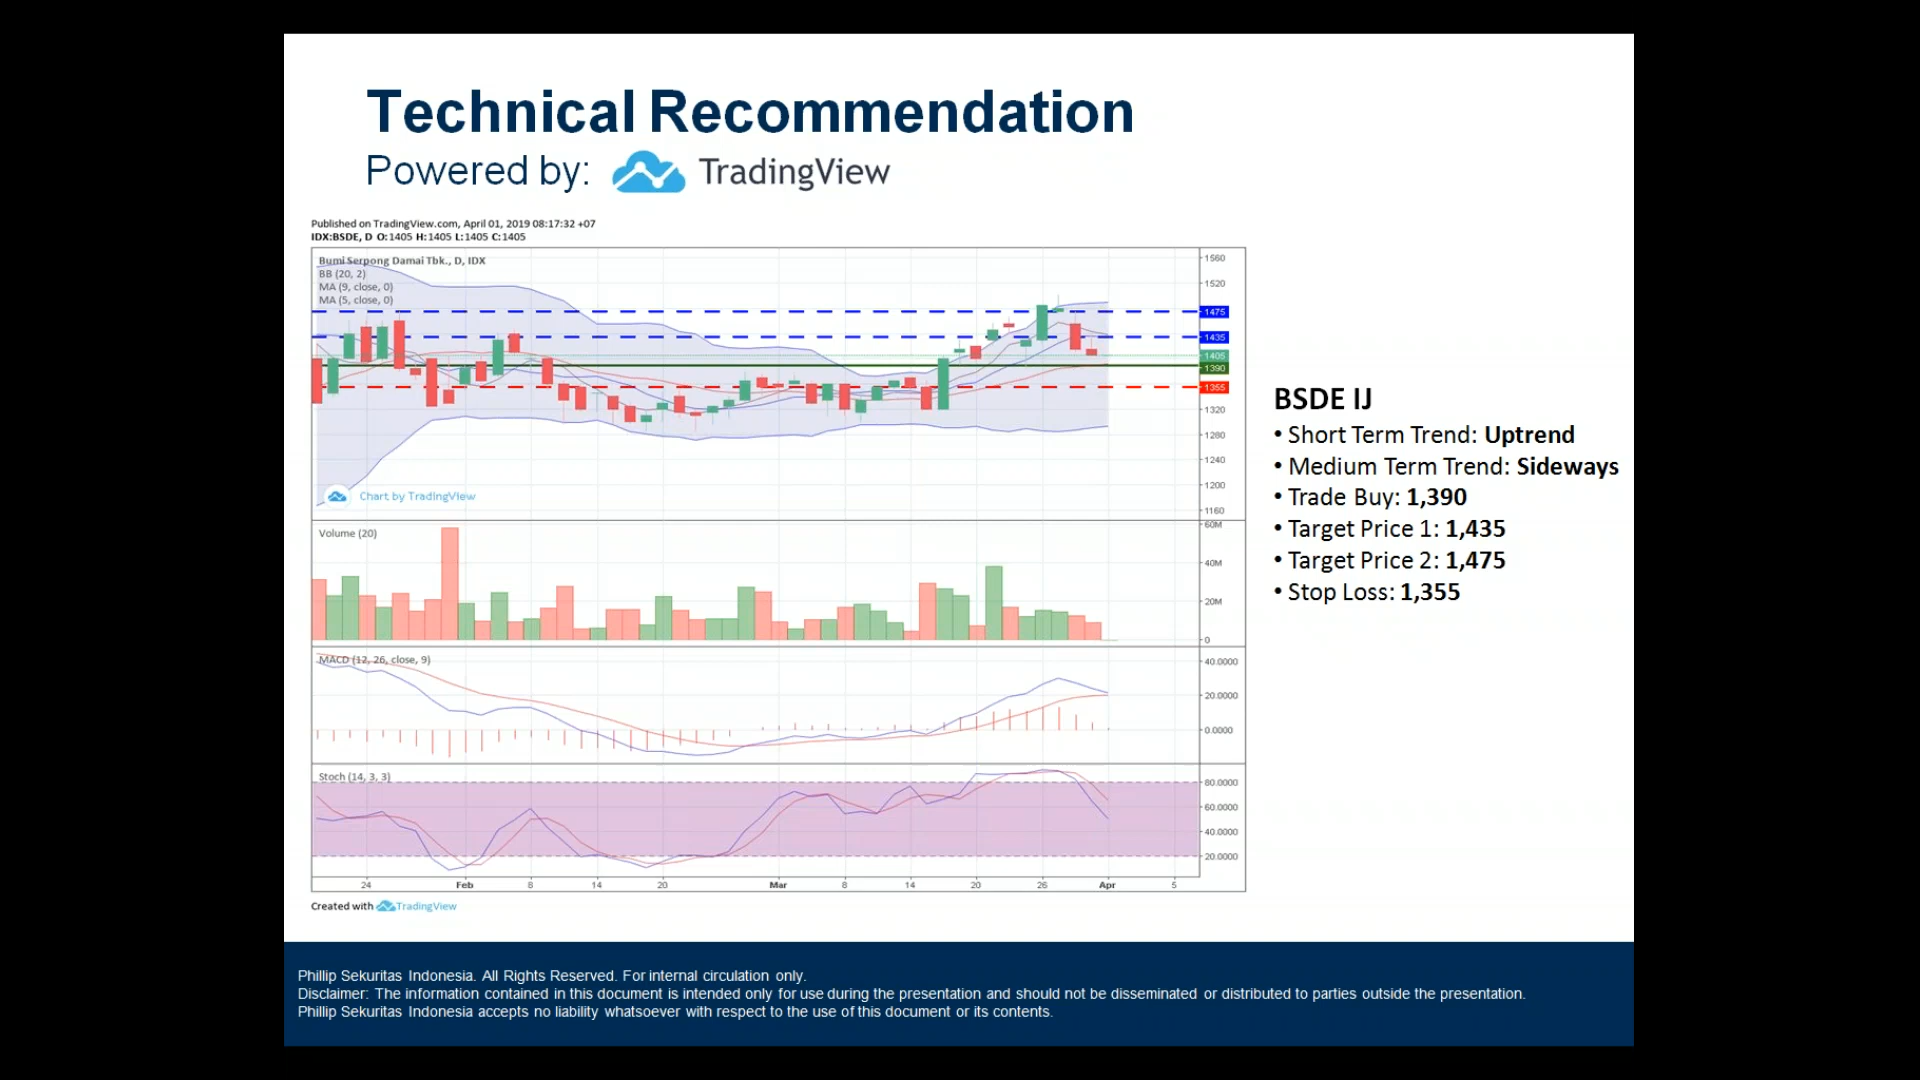 Technical Recommendation
Powered by: TradingView
Published on TradingView.com, April 01, 2019 08:17:32 +07
IDX:BSDE, D O:1405 H:1405 L:1405 C:1405
Bumi Serpong Damai Tbk., D, IDX
BB (20, 2)
MA (9, close, 0)
MA (5, close, 0)
1560
1520
1475
1435
1405
1390
1355
1320
1280
1240
1200
1160
Chart by TradingView
Volume (20)
60M
40M
20M
0
MACD (12, 26, close, 9)
40.0000
20.0000
0.0000
Stoch (14, 3, 3)
80.0000
60.0000
40.0000
20.0000
24 Feb 8 14 20 Mar 8 14 20 26 Apr 5
Created with TradingView
BSDE IJ
• Short Term Trend: Uptrend
• Medium Term Trend: Sideways
• Trade Buy: 1,390
• Target Price 1: 1,435
• Target Price 2: 1,475
• Stop Loss: 1,355
Phillip Sekuritas Indonesia. All Rights Reserved. For internal circulation only.
Disclaimer: The information contained in this document is intended only for use during the presentation and should not be disseminated or distributed to parties outside the presentation.
Phillip Sekuritas Indonesia accepts no liability whatsoever with respect to the use of this document or its contents.